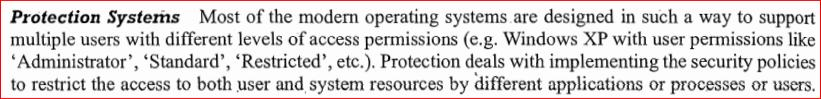 Protection Systems Most of the modern operating systems are designed in such a way to support
multiple users with different levels of access permissions (e.g. Windows XP with user permissions like
‘Administrator’, ‘Standard’, ‘Restricted’, etc.). Protection deals with implementing the security policies
to restrict the access to both user and system resources by different applications or processes or users.